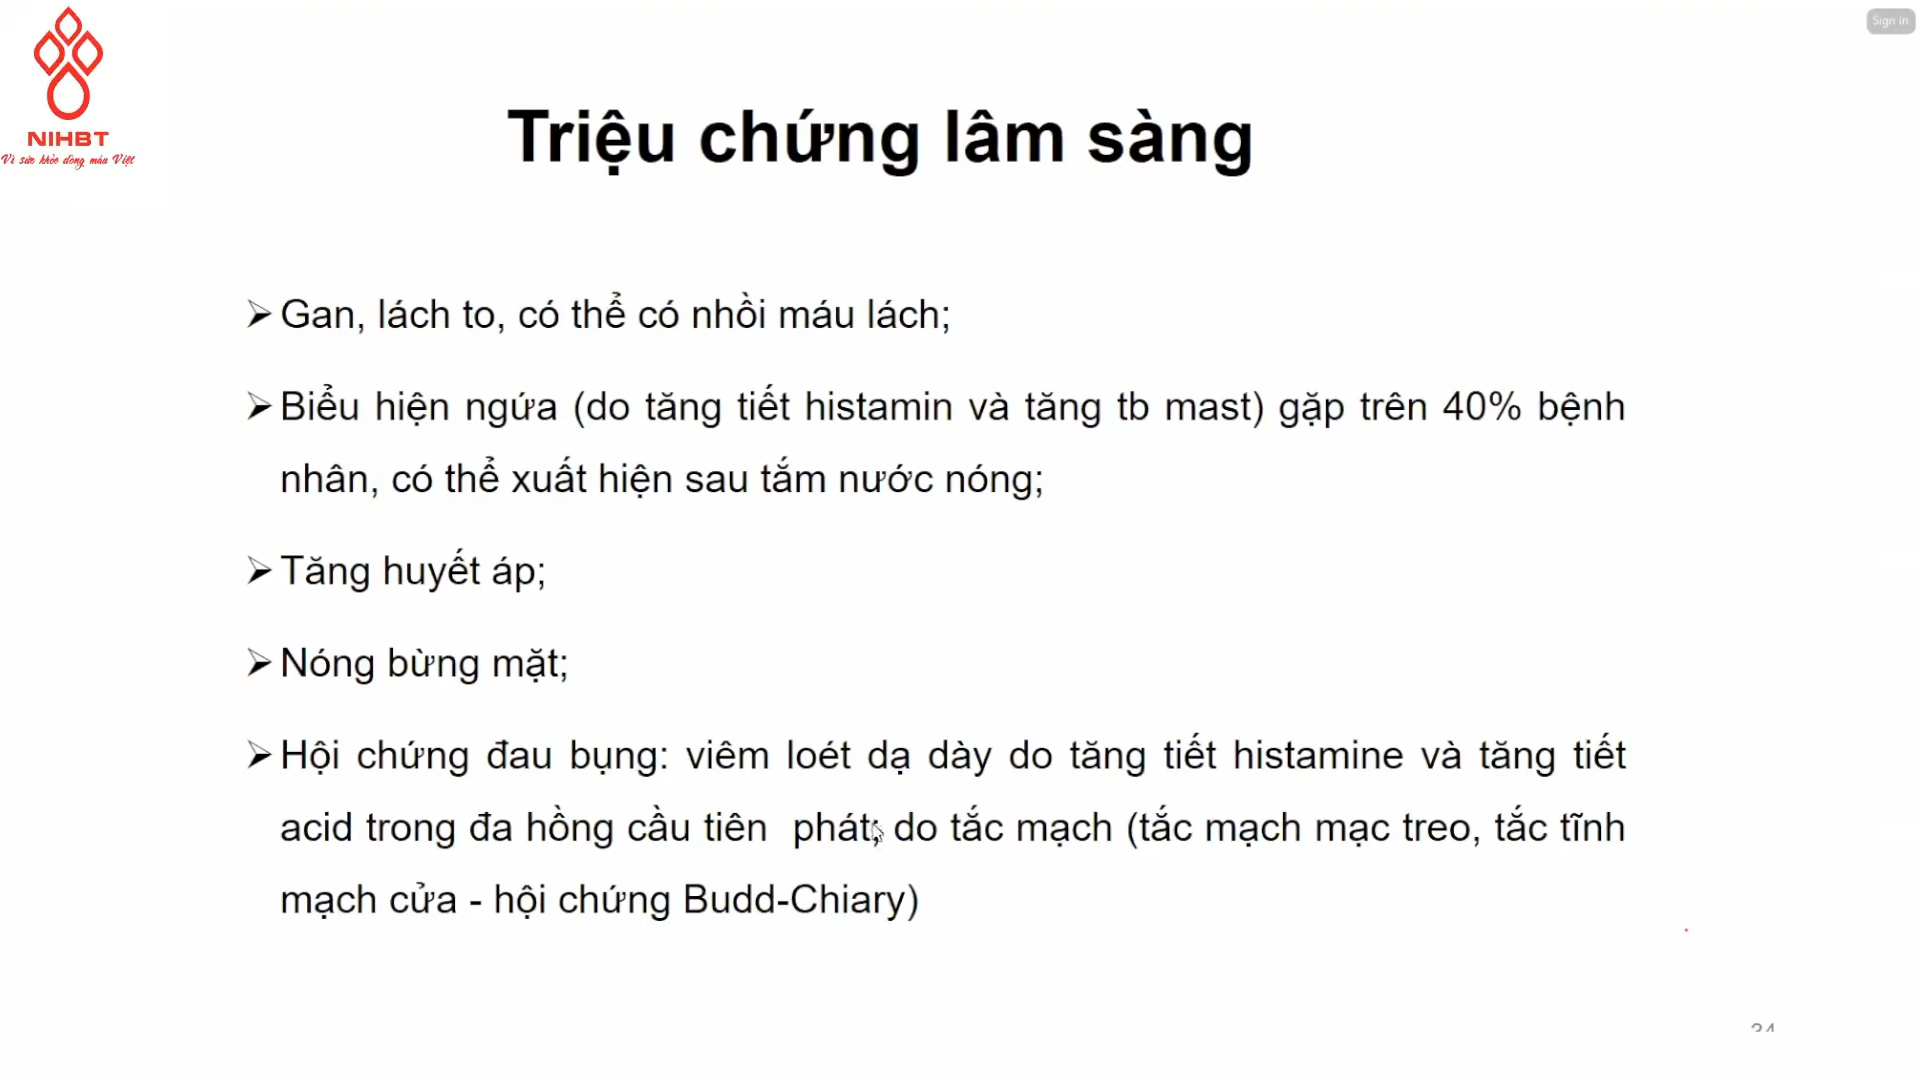 NIHBT
Vì sức khỏe dòng máu Việt
Sign in
Triệu chứng lâm sàng
Gan, lách to, có thể có nhồi máu lách;
Biểu hiện ngứa (do tăng tiết histamin và tăng tb mast) gặp trên 40% bệnh
nhân, có thể xuất hiện sau tắm nước nóng;
Tăng huyết áp;
Nóng bừng mặt;
Hội chứng đau bụng: viêm loét dạ dày do tăng tiết histamine và tăng tiết
acid trong đa hồng cầu tiên phát; do tắc mạch (tắc mạch mạc treo, tắc tĩnh
mạch cửa - hội chứng Budd-Chiary)
34